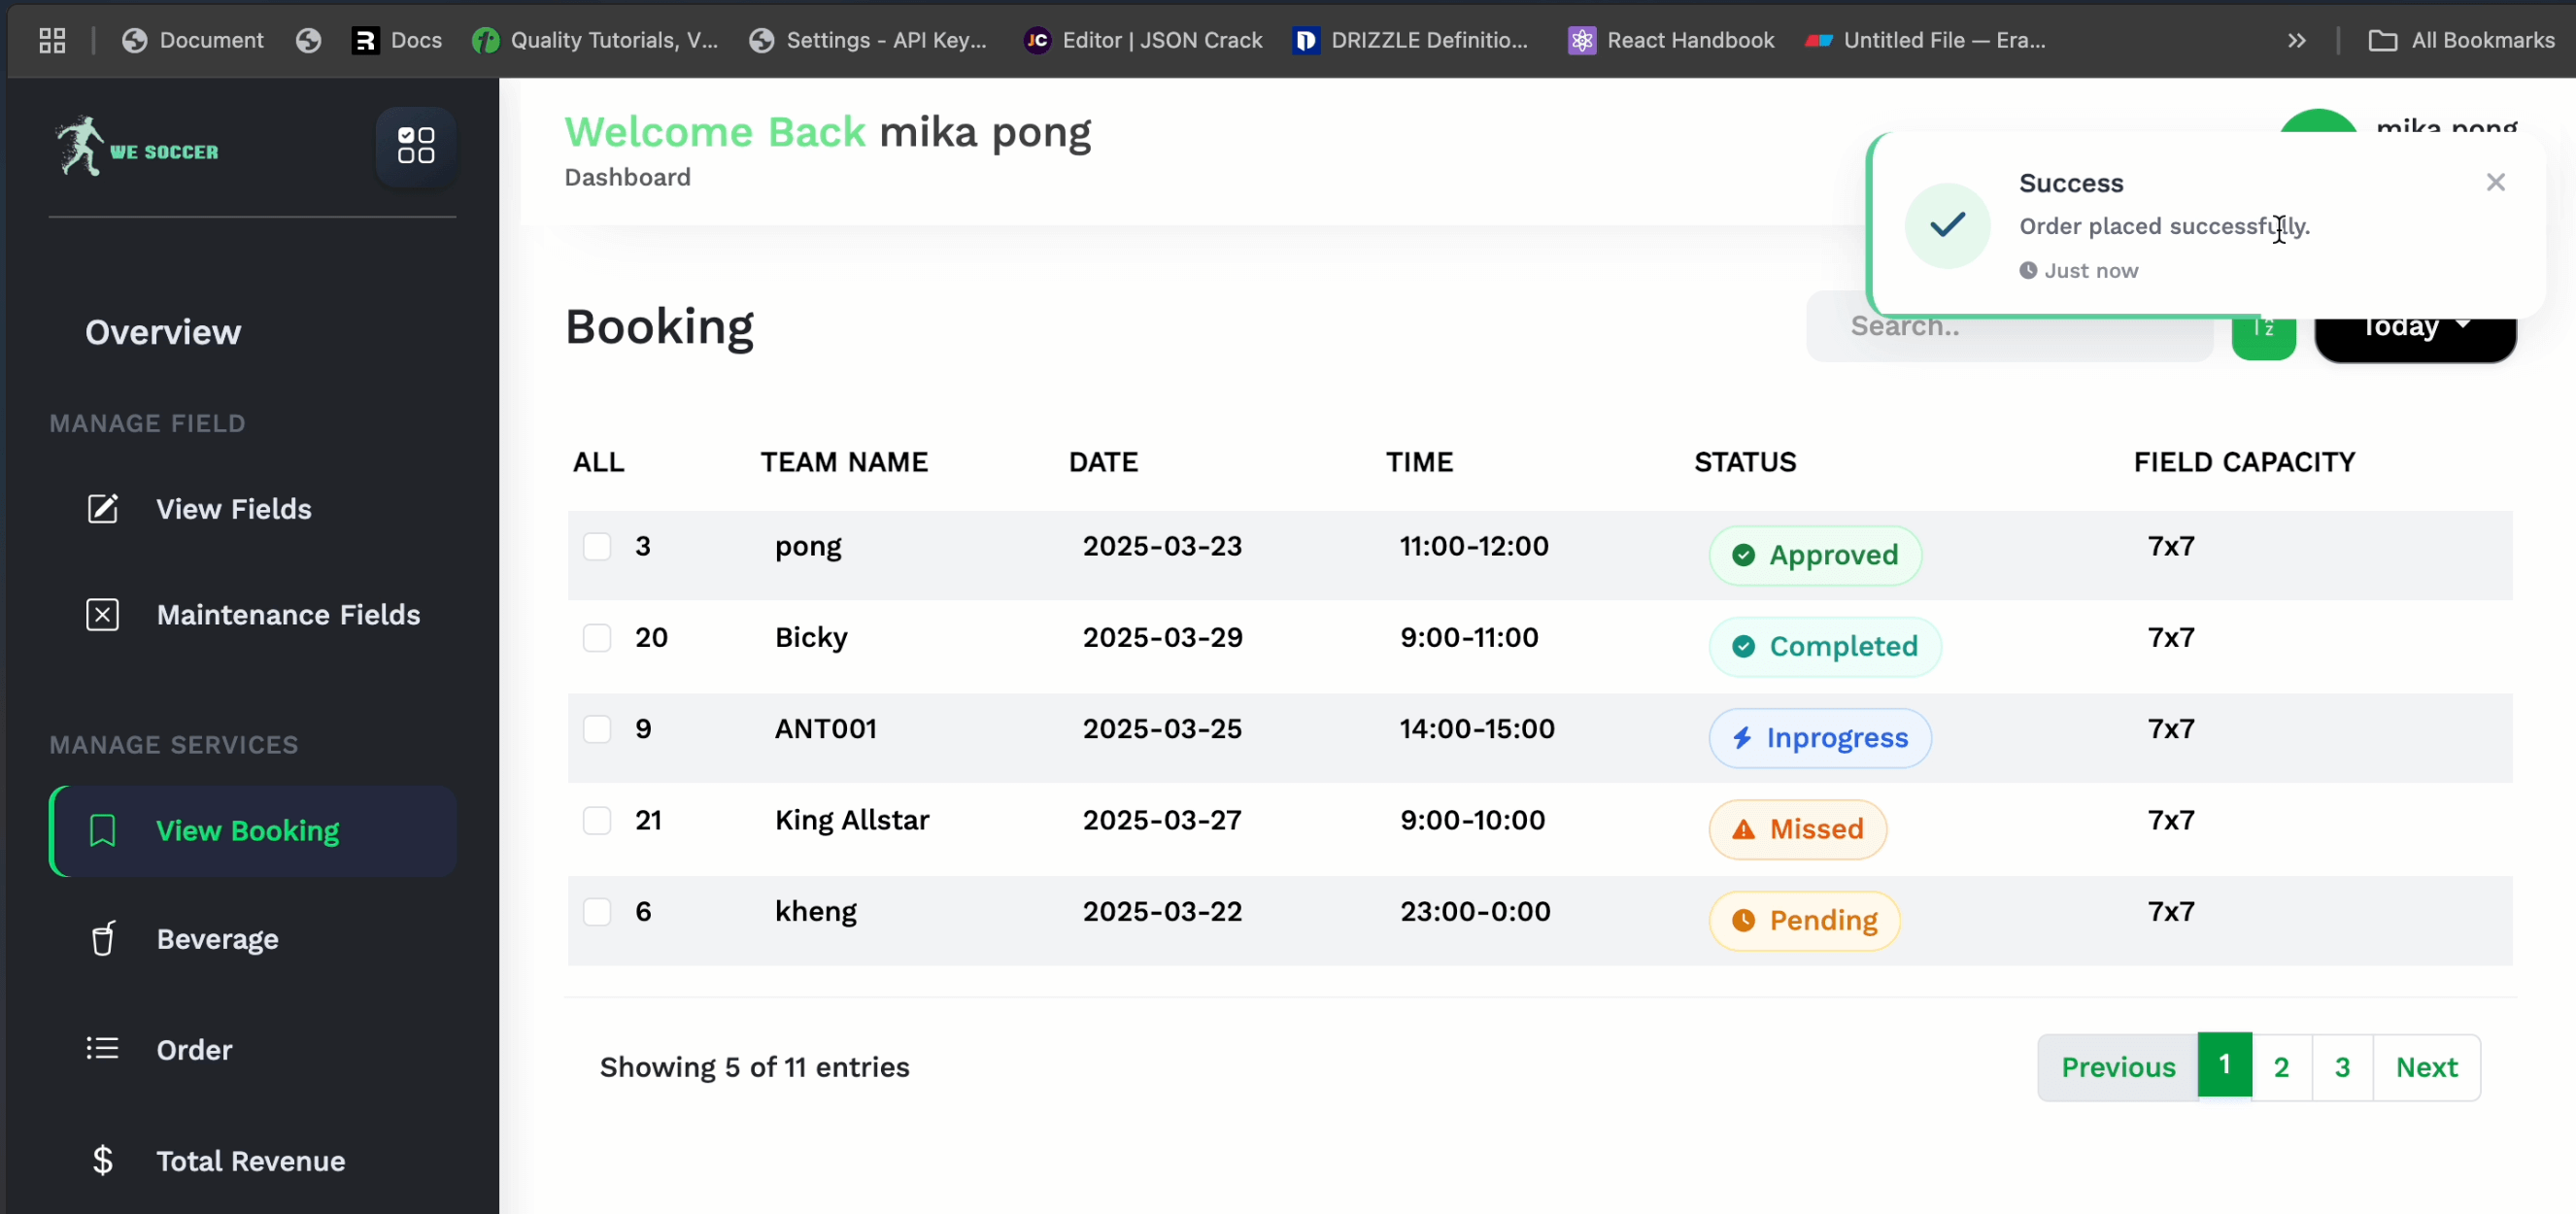 Document
Docs
Quality Tutorials, V...
Settings - API Key...
JC Editor | JSON Crack
DRIZZLE Definitio...
React Handbook
Untitled File — Era...
All Bookmarks
WE SOCCER
Welcome Back mika pong
Dashboard
mika pong
Success
Order placed successfully.
Just now
Overview
MANAGE FIELD
View Fields
Maintenance Fields
MANAGE SERVICES
View Booking
Beverage
Order
$ Total Revenue
Booking
Search..
Today
ALL TEAM NAME DATE TIME STATUS FIELD CAPACITY
3 pong 2025-03-23 11:00-12:00 Approved 7x7
20 Bicky 2025-03-29 9:00-11:00 Completed 7x7
9 ANT001 2025-03-25 14:00-15:00 Inprogress 7x7
21 King Allstar 2025-03-27 9:00-10:00 Missed 7x7
6 kheng 2025-03-22 23:00-0:00 Pending 7x7
Showing 5 of 11 entries
Previous 1 2 3 Next